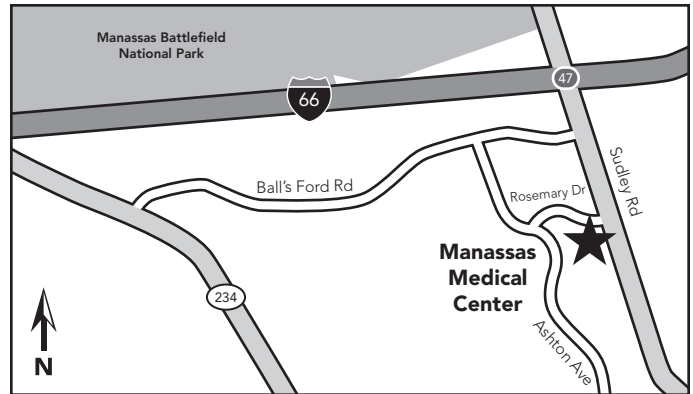 Manassas Battlefield
National Park
66
47
Ball's Ford Rd
Rosemary Dr
Sudley Rd
Manassas
Medical
Center
234
Ashton Ave
N